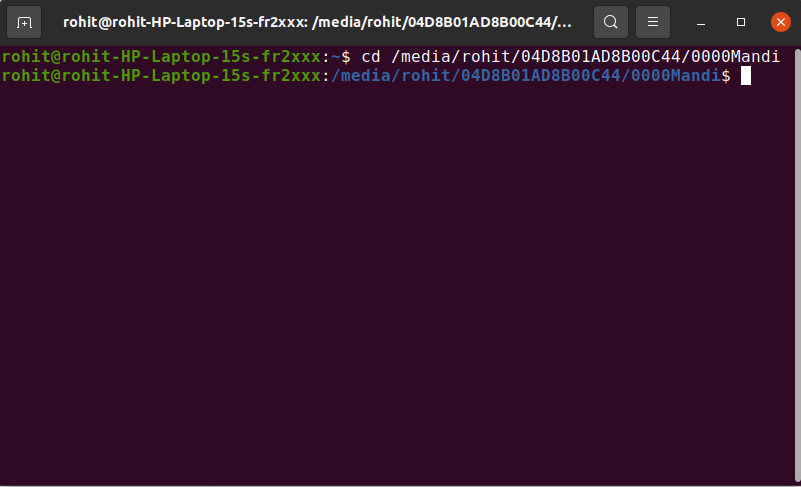 rohit@rohit-HP-Laptop-15s-fr2xxx: /media/rohit/04D8B01AD8B00C44/...
rohit@rohit-HP-Laptop-15s-fr2xxx:~$ cd /media/rohit/04D8B01AD8B00C44/0000Mandi
rohit@rohit-HP-Laptop-15s-fr2xxx:/media/rohit/04D8B01AD8B00C44/0000Mandi$